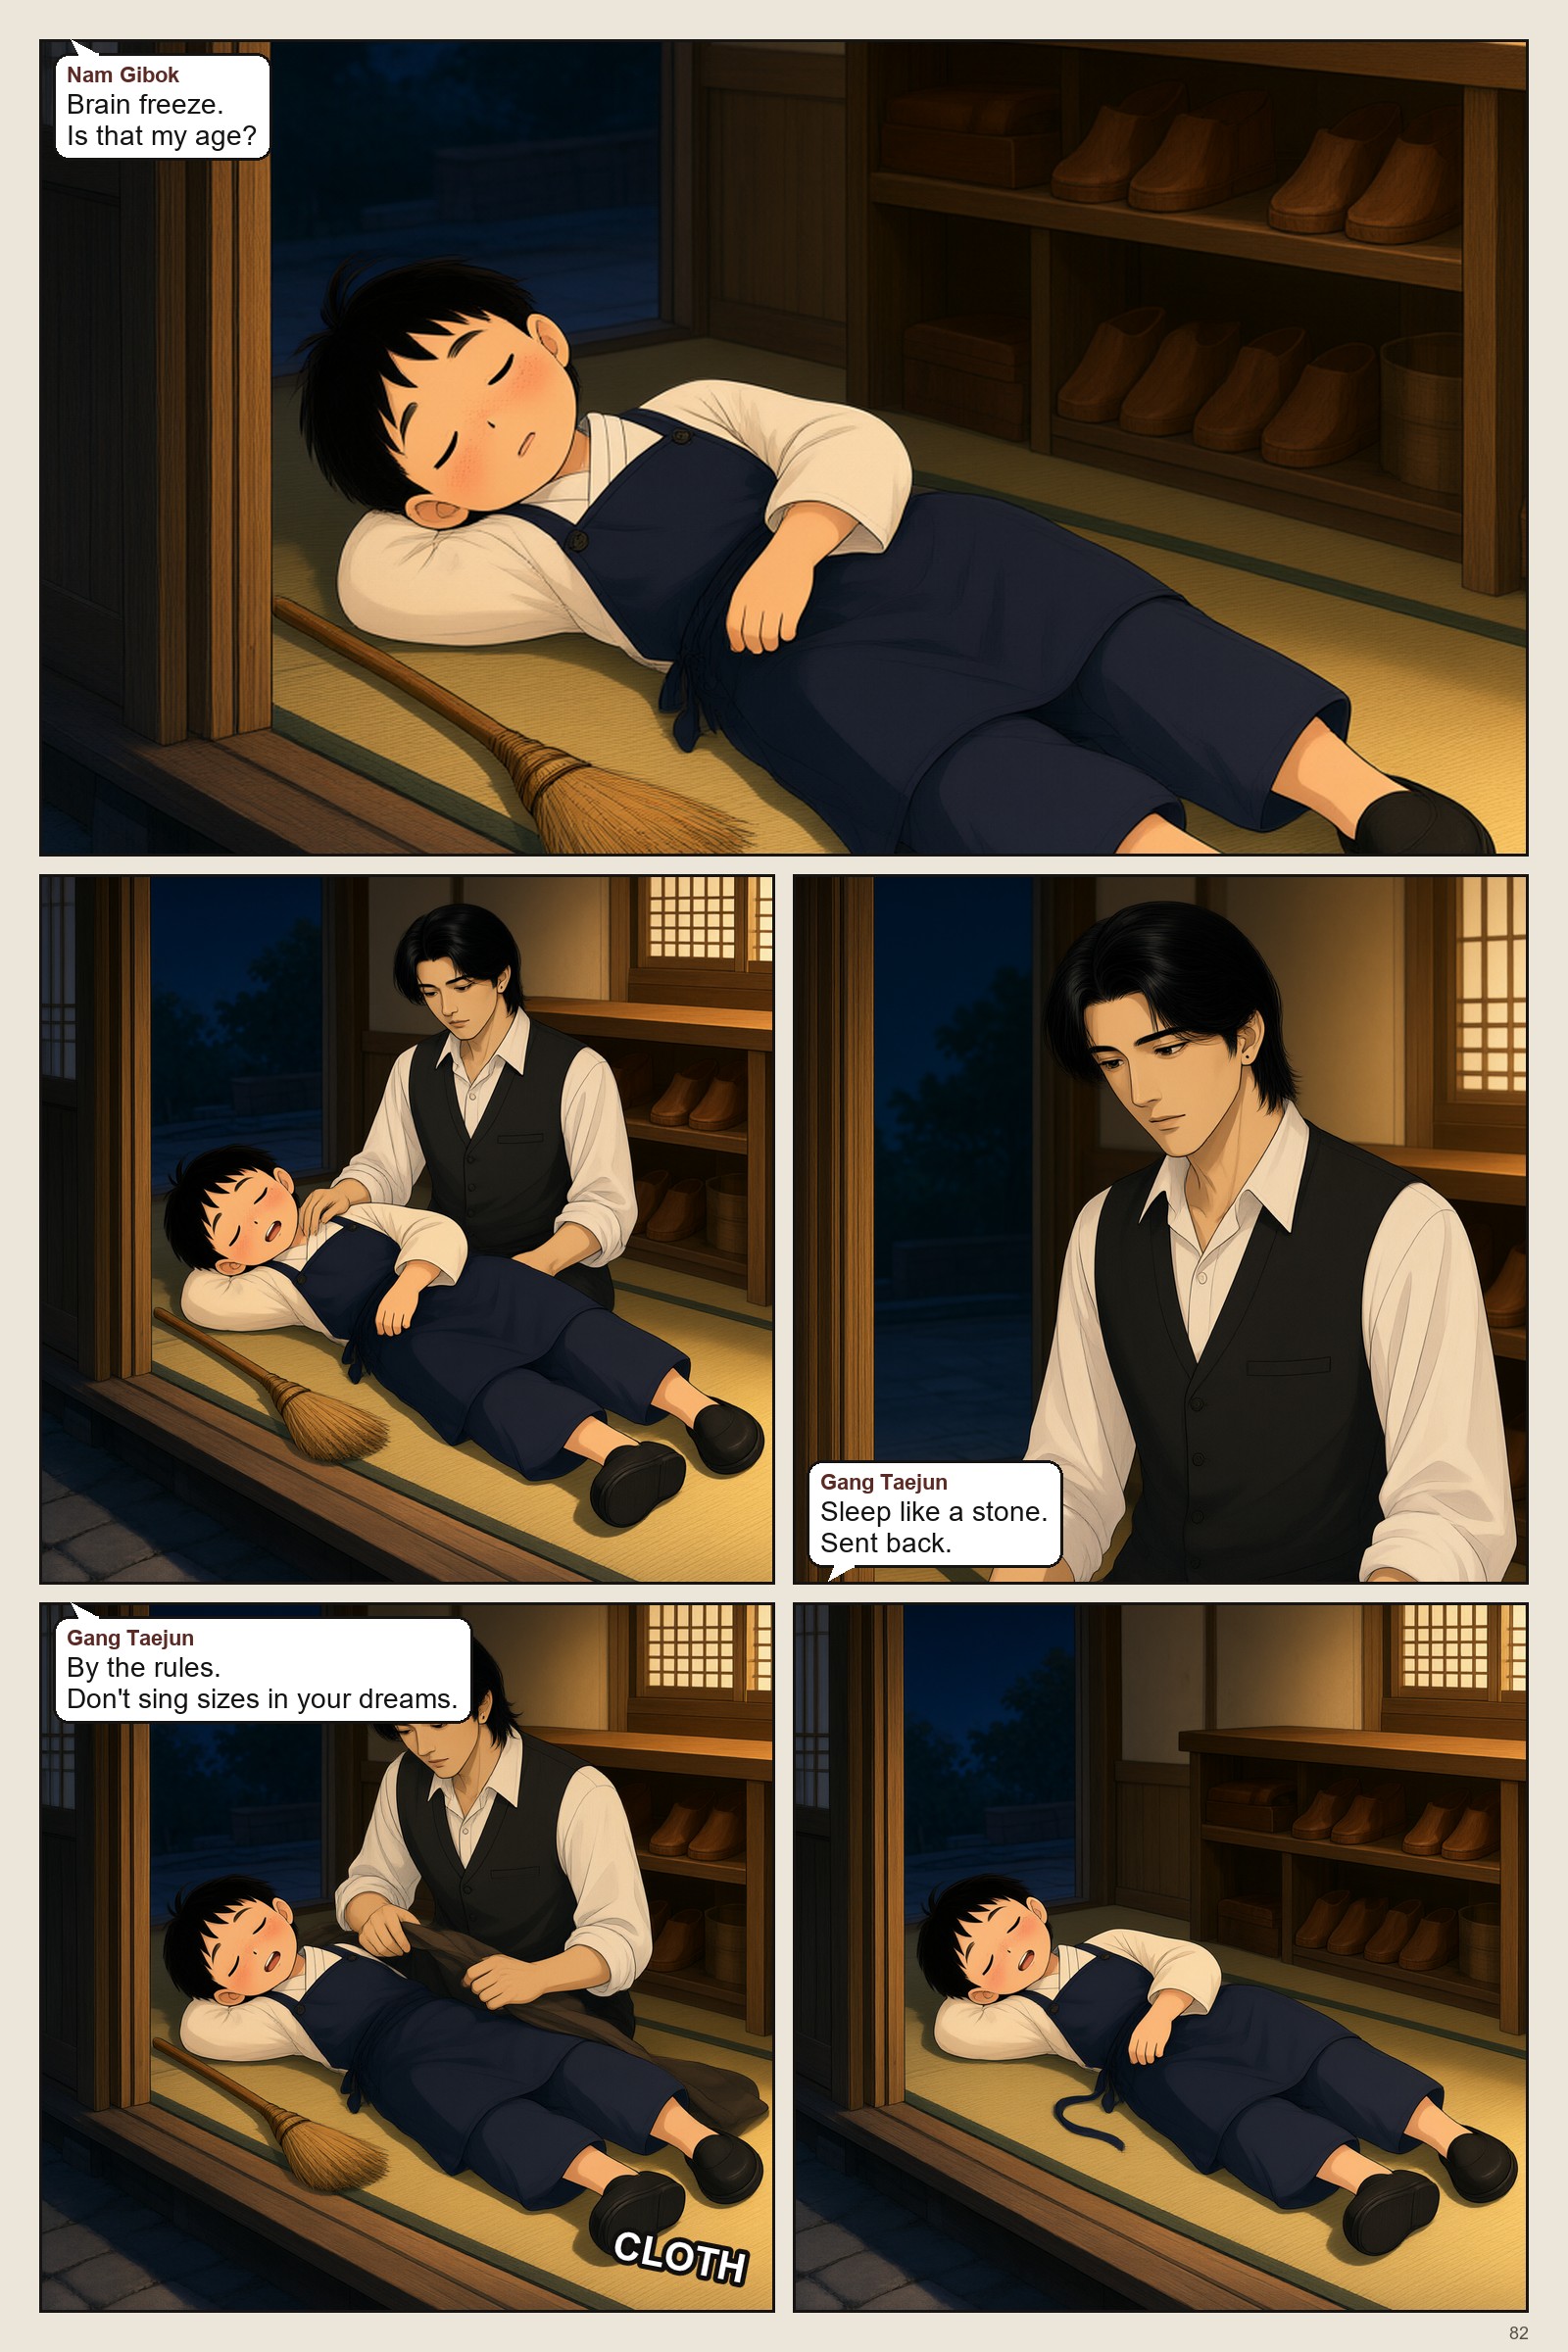 Nam Gibok
Brain freeze.
Is that my age?
Gang Taejun
Sleep like a stone.
Sent back.
Gang Taejun
By the rules.
Don't sing sizes in your dreams.
CLOTH
82